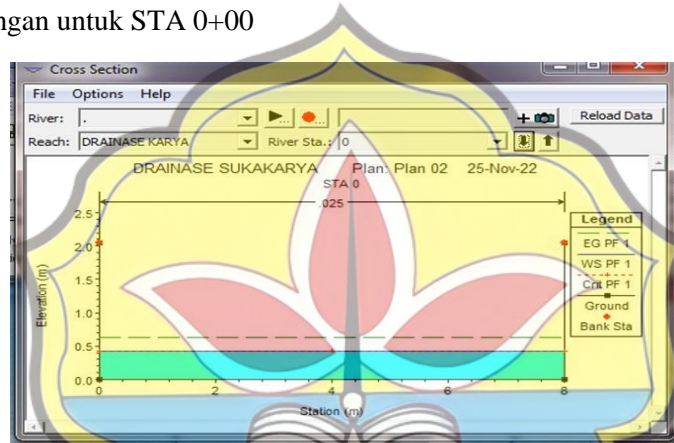 ngan untuk STA 0+00
Cross Section
File Options Help
River: .
Reload Data
Reach: DRAINASE KARYA River Sta.: 0
DRAINASE SUKAKARYA Plan: Plan 02 25-Nov-22
STA 0
.025
Legend
EG PF 1
WS PF 1
Crit PF 1
Ground
Bank Sta
Elevation (m)
2.5
2.0
1.5
1.0
0.5
0.0
0 2 4 6 8
Station (m)